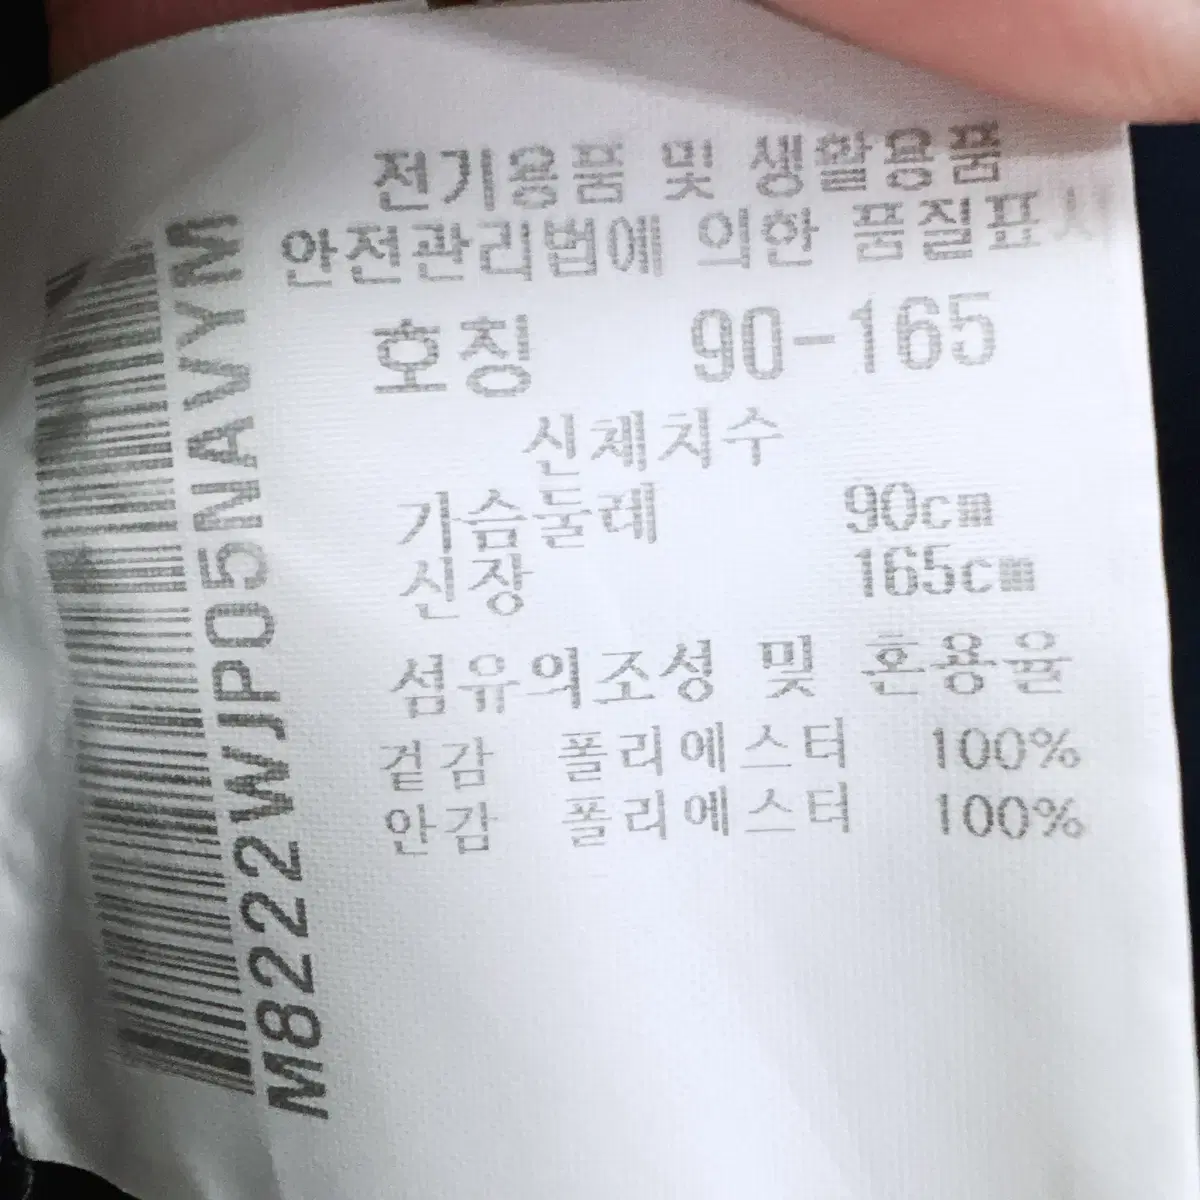 전기용품 및 생활용품
안전관리법에 의한 품질표시
호칭 90-165
신체치수
가슴둘레 90cm
신장 165cm
섬유의조성 및 혼용율
겉감 폴리에스터 100%
안감 폴리에스터 100%
M8222WJP05NAVYM